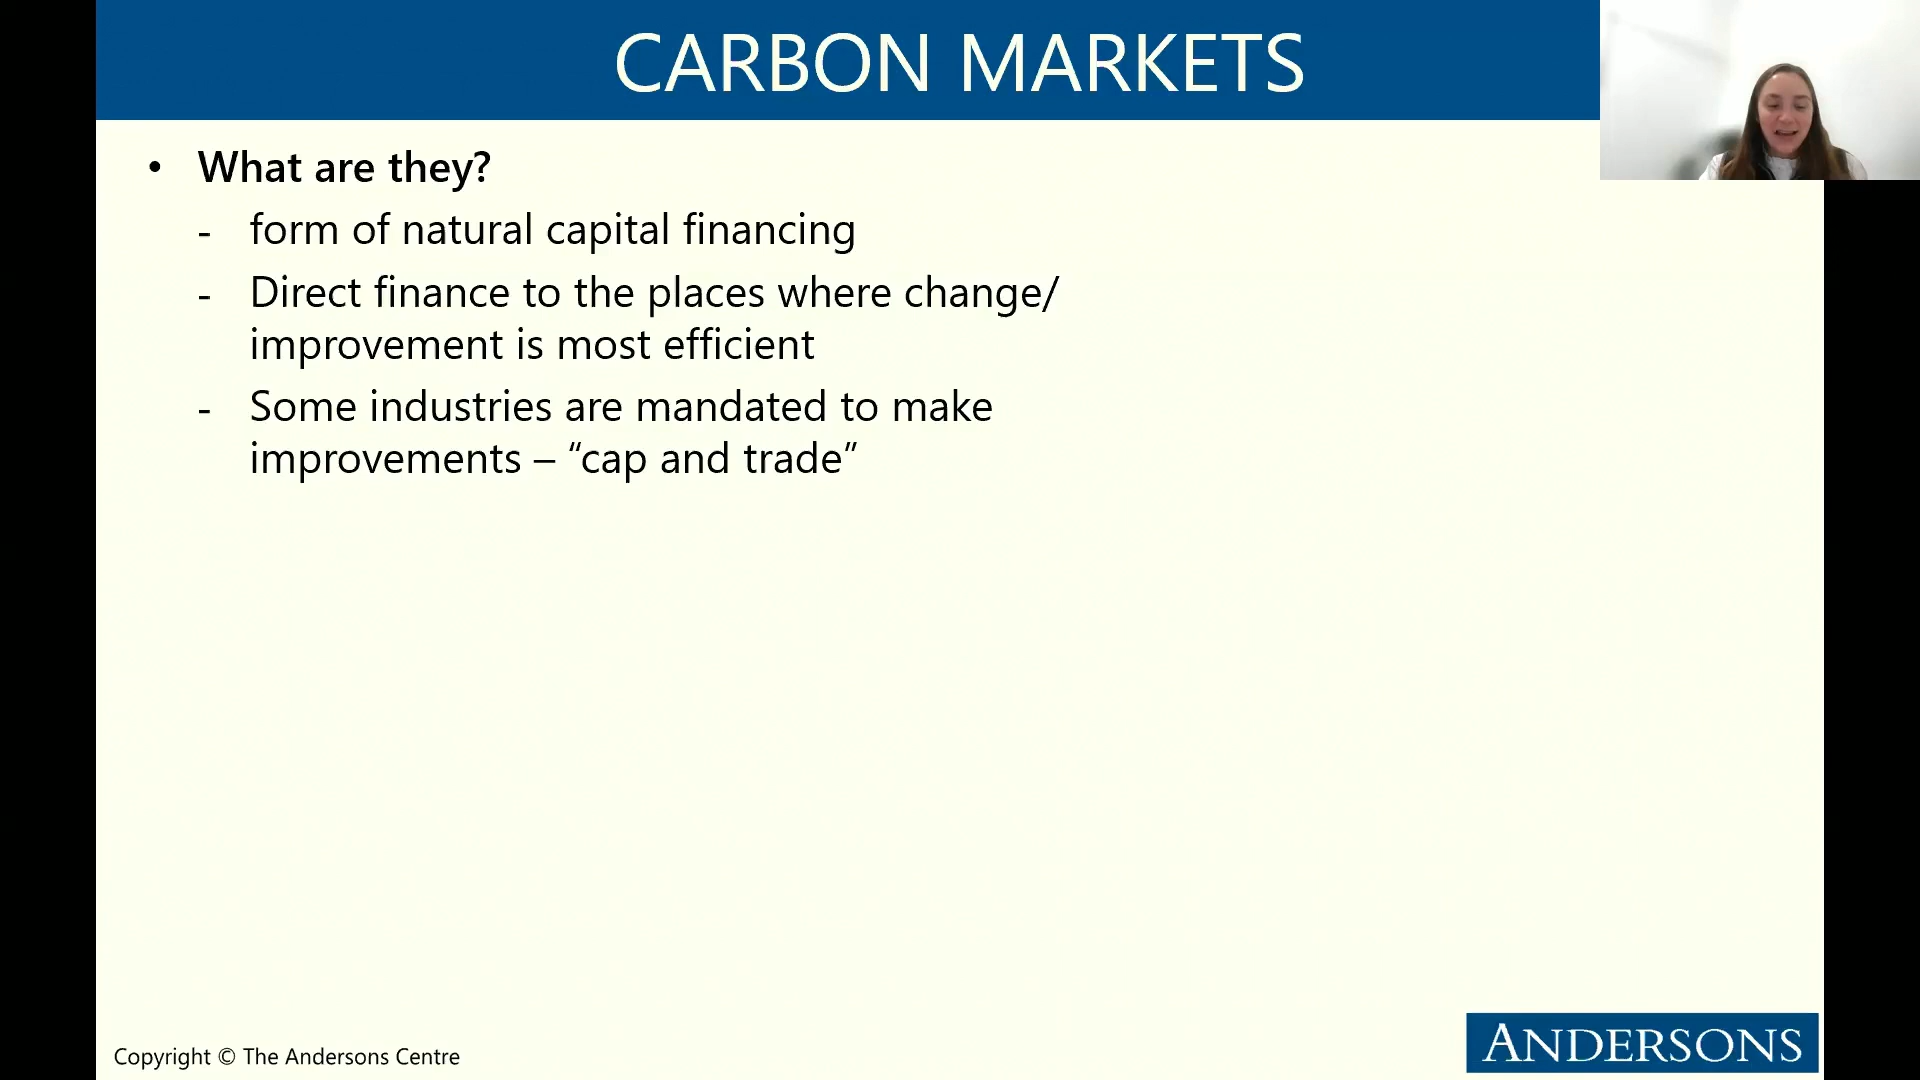 CARBON MARKETS
• What are they?
- form of natural capital financing
- Direct finance to the places where change/
improvement is most efficient
- Some industries are mandated to make
improvements – “cap and trade”
Copyright © The Andersons Centre
ANDERSONS